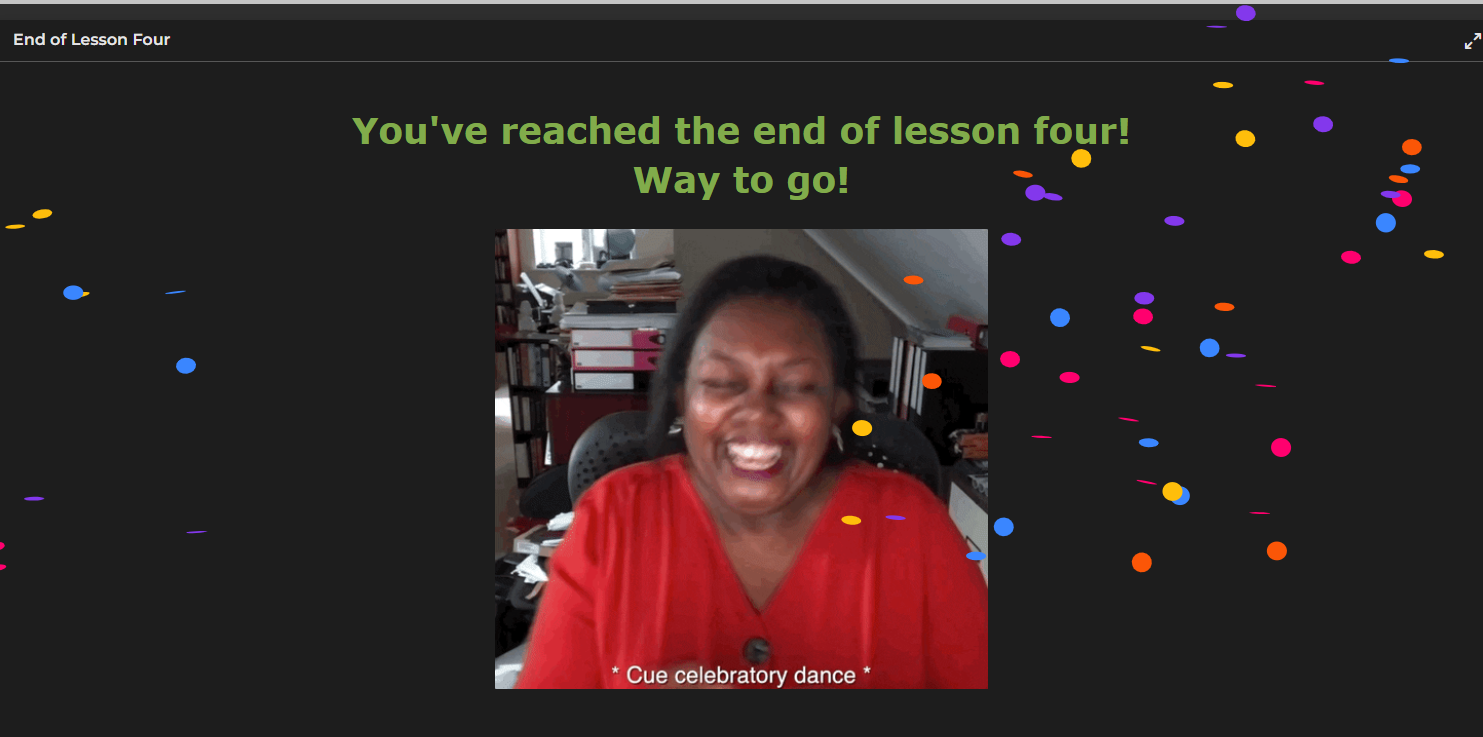 End of Lesson Four
You've reached the end of lesson four!
Way to go!
* Cue celebratory dance *